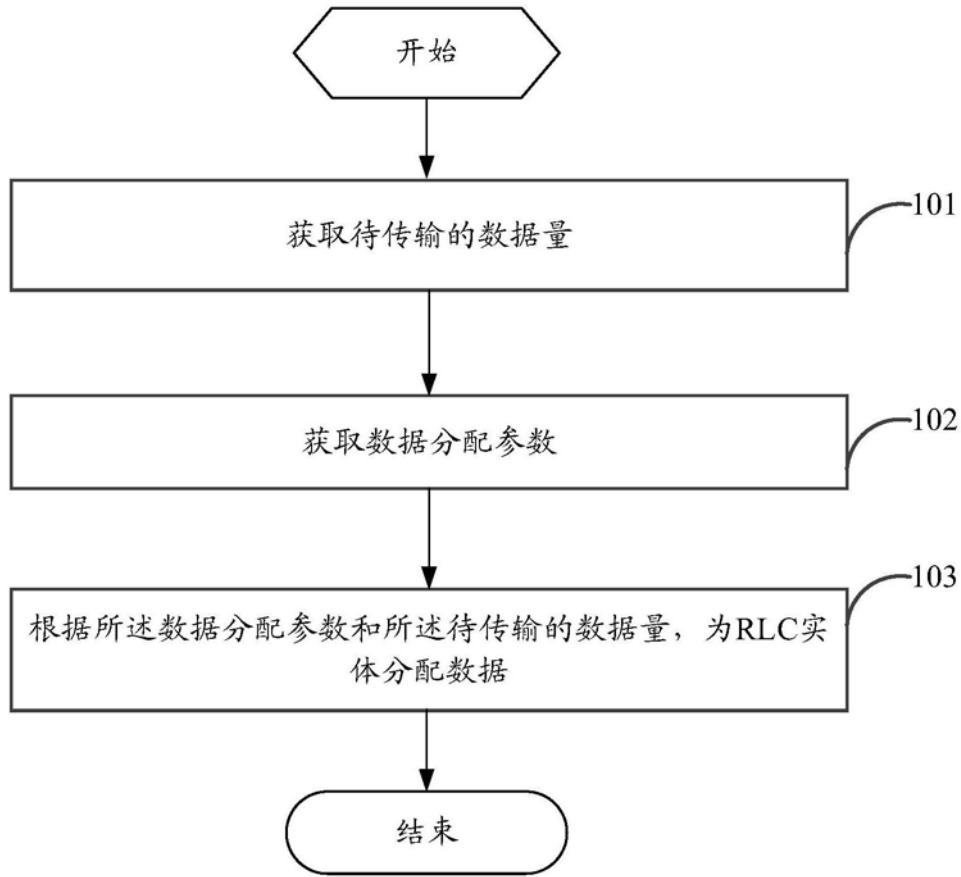 开始
获取待传输的数据量
101
获取数据分配参数
102
103
根据所述数据分配参数和所述待传输的数据量，为RLC实
体分配数据
结束